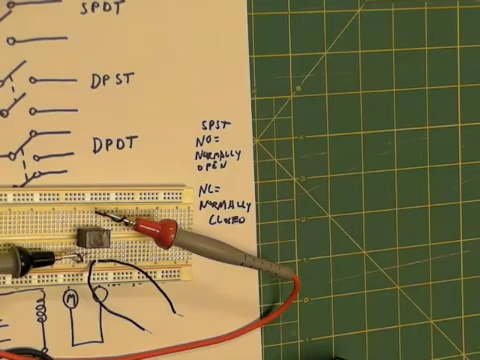 SPDT
DPST
DPDT
SPST
NO=
NORMALLY
OPEN
NC=
NORMALLY
CLOSED
M